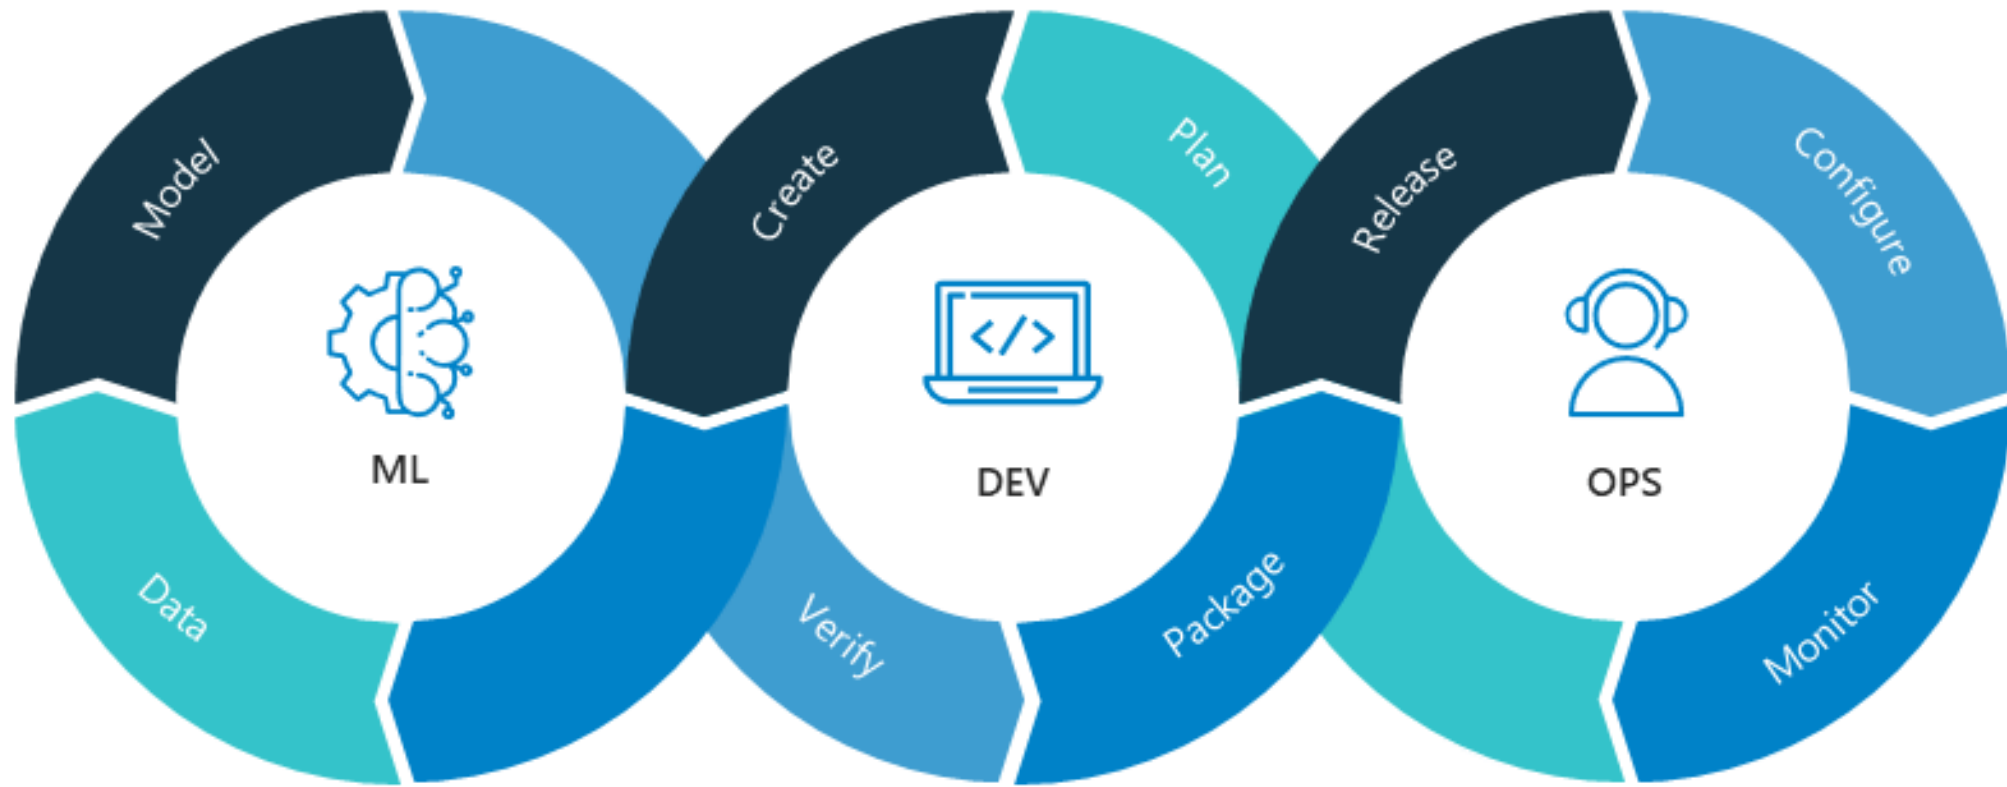 Model
Data
ML
Create
Plan
Verify
Package
DEV
Release
Configure
Monitor
OPS